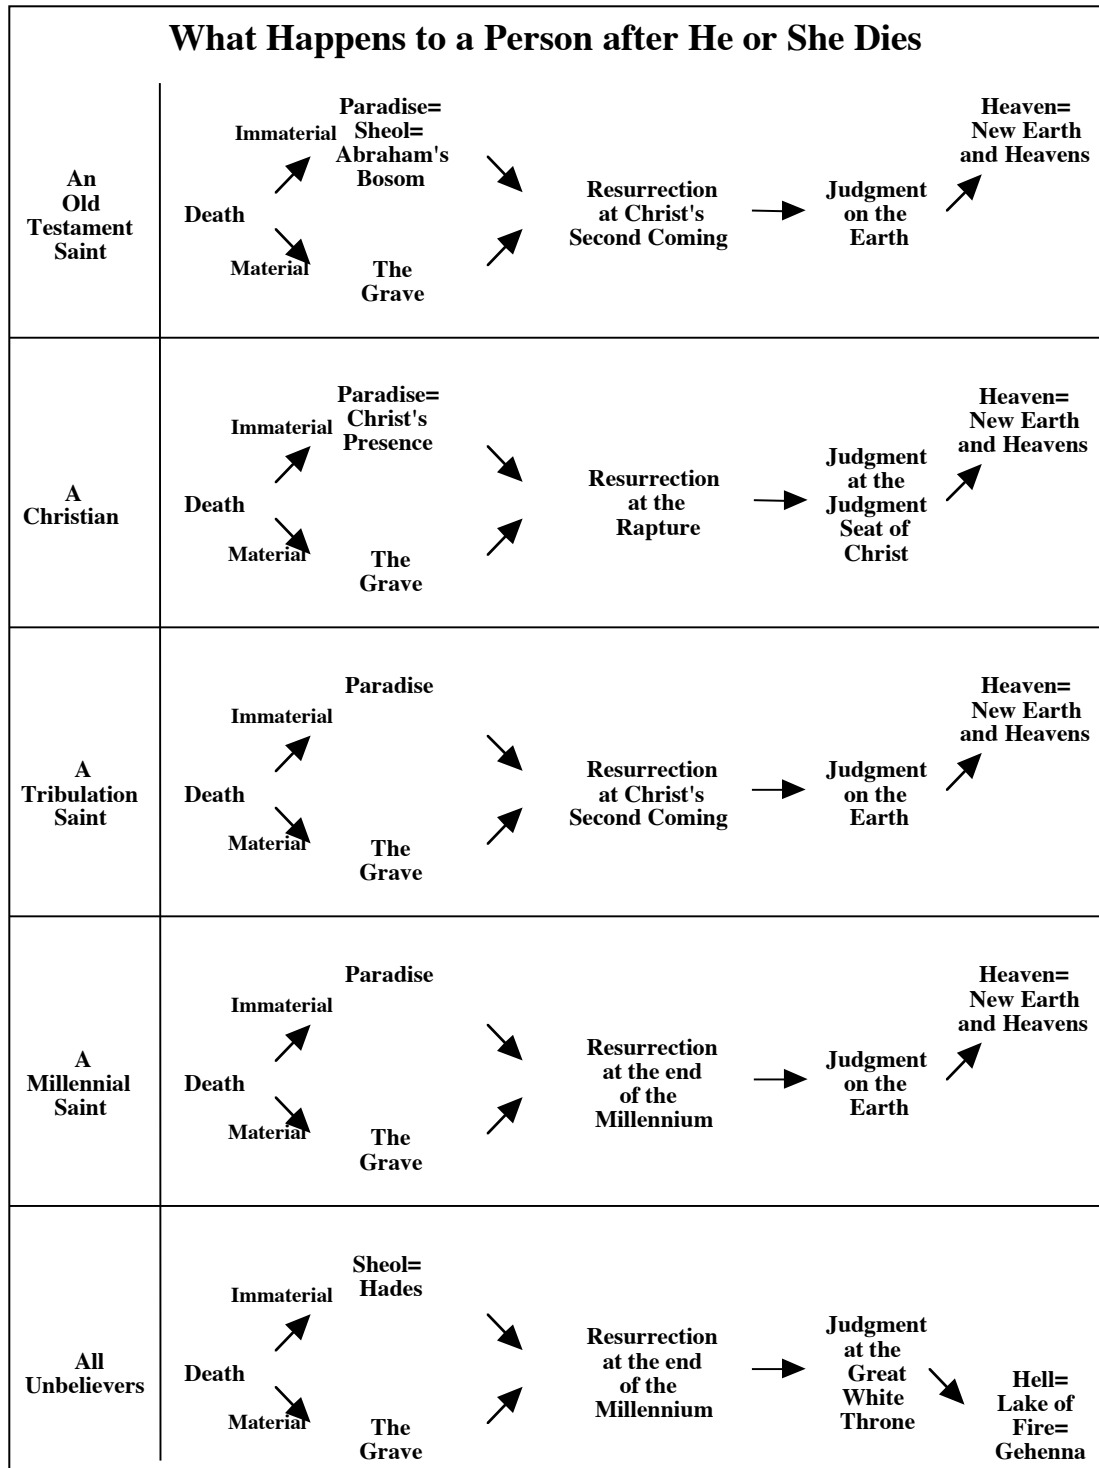 What Happens to a Person after He or She Dies
An
Old
Testament
Saint
Death
Immaterial
Material
Paradise=
Sheol=
Abraham's
Bosom
The
Grave
Resurrection
at Christ's
Second Coming
Judgment
on the
Earth
Heaven=
New Earth
and Heavens
A
Christian
Death
Immaterial
Material
Paradise=
Christ's
Presence
The
Grave
Resurrection
at the
Rapture
Judgment
at the
Judgment
Seat of
Christ
Heaven=
New Earth
and Heavens
A
Tribulation
Saint
Death
Immaterial
Material
Paradise
The
Grave
Resurrection
at Christ's
Second Coming
Judgment
on the
Earth
Heaven=
New Earth
and Heavens
A
Millennial
Saint
Death
Immaterial
Material
Paradise
The
Grave
Resurrection
at the end
of the
Millennium
Judgment
on the
Earth
Heaven=
New Earth
and Heavens
All
Unbelievers
Death
Immaterial
Material
Sheol=
Hades
The
Grave
Resurrection
at the end
of the
Millennium
Judgment
at the
Great
White
Throne
Hell=
Lake of
Fire=
Gehenna